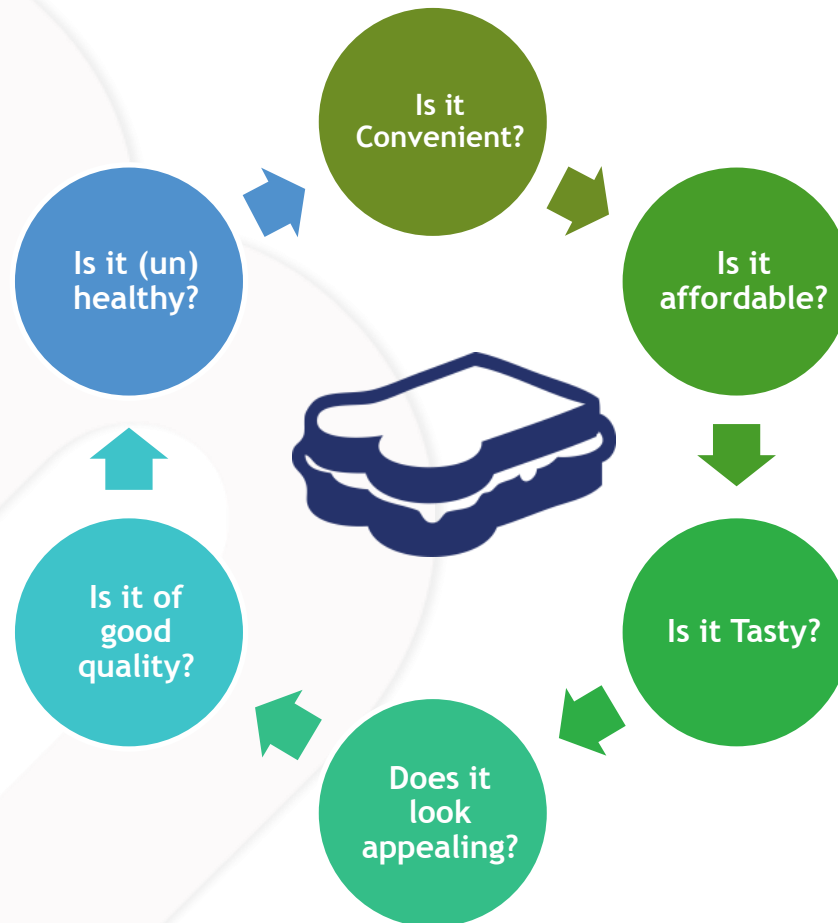 Is it
Convenient?
Is it
affordable?
Is it Tasty?
Does it
look
appealing?
Is it of
good
quality?
Is it (un)
healthy?